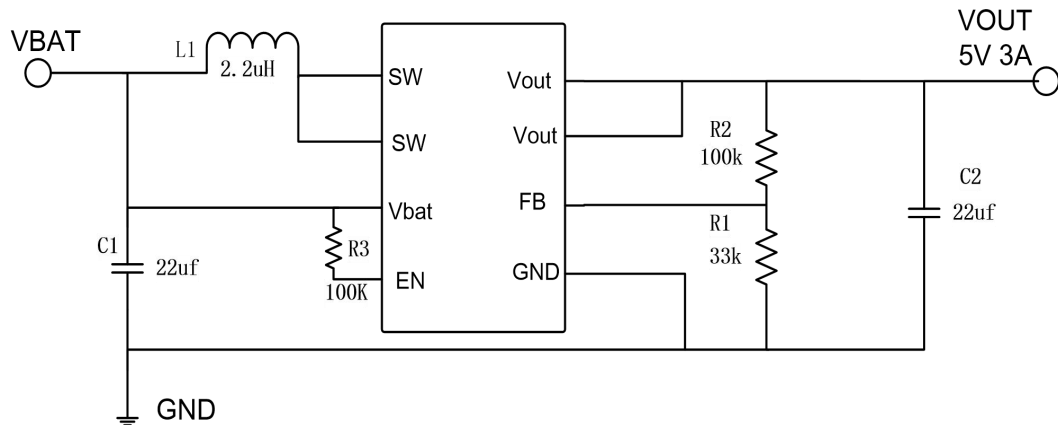 VBAT
L1
2.2uH
SW
SW
Vbat
EN
Vout
Vout
FB
GND
R3
100K
C1
22uf
GND
R2
100k
R1
33k
C2
22uf
VOUT
5V 3A